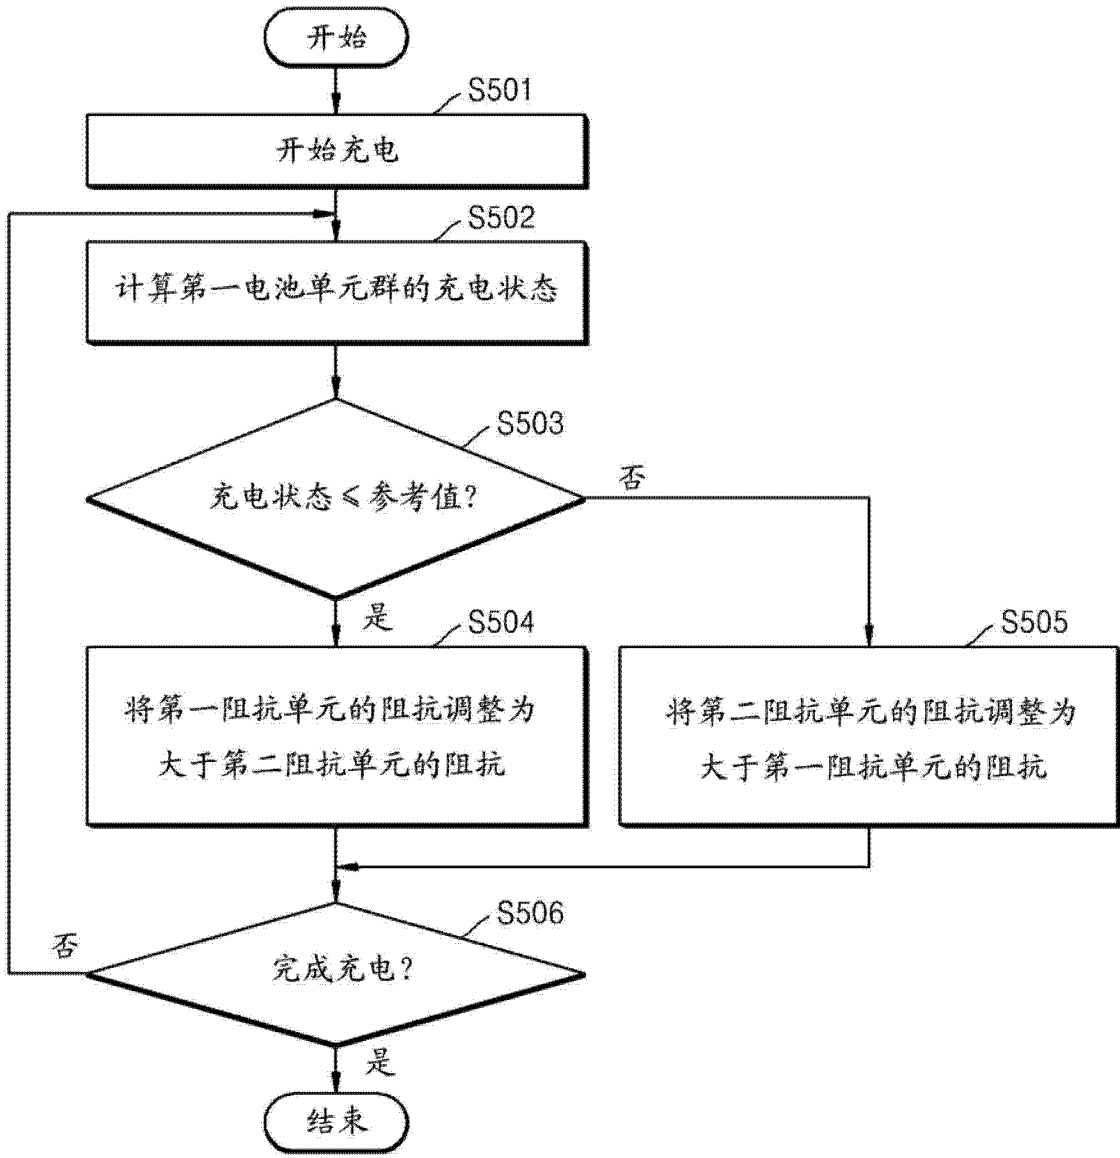 开始
S501
开始充电
S502
计算第一电池单元群的充电状态
S503
充电状态≤参考值?
否
是
S504
将第一阻抗单元的阻抗调整为
大于第二阻抗单元的阻抗
S505
将第二阻抗单元的阻抗调整为
大于第一阻抗单元的阻抗
S506
否
完成充电?
是
结束